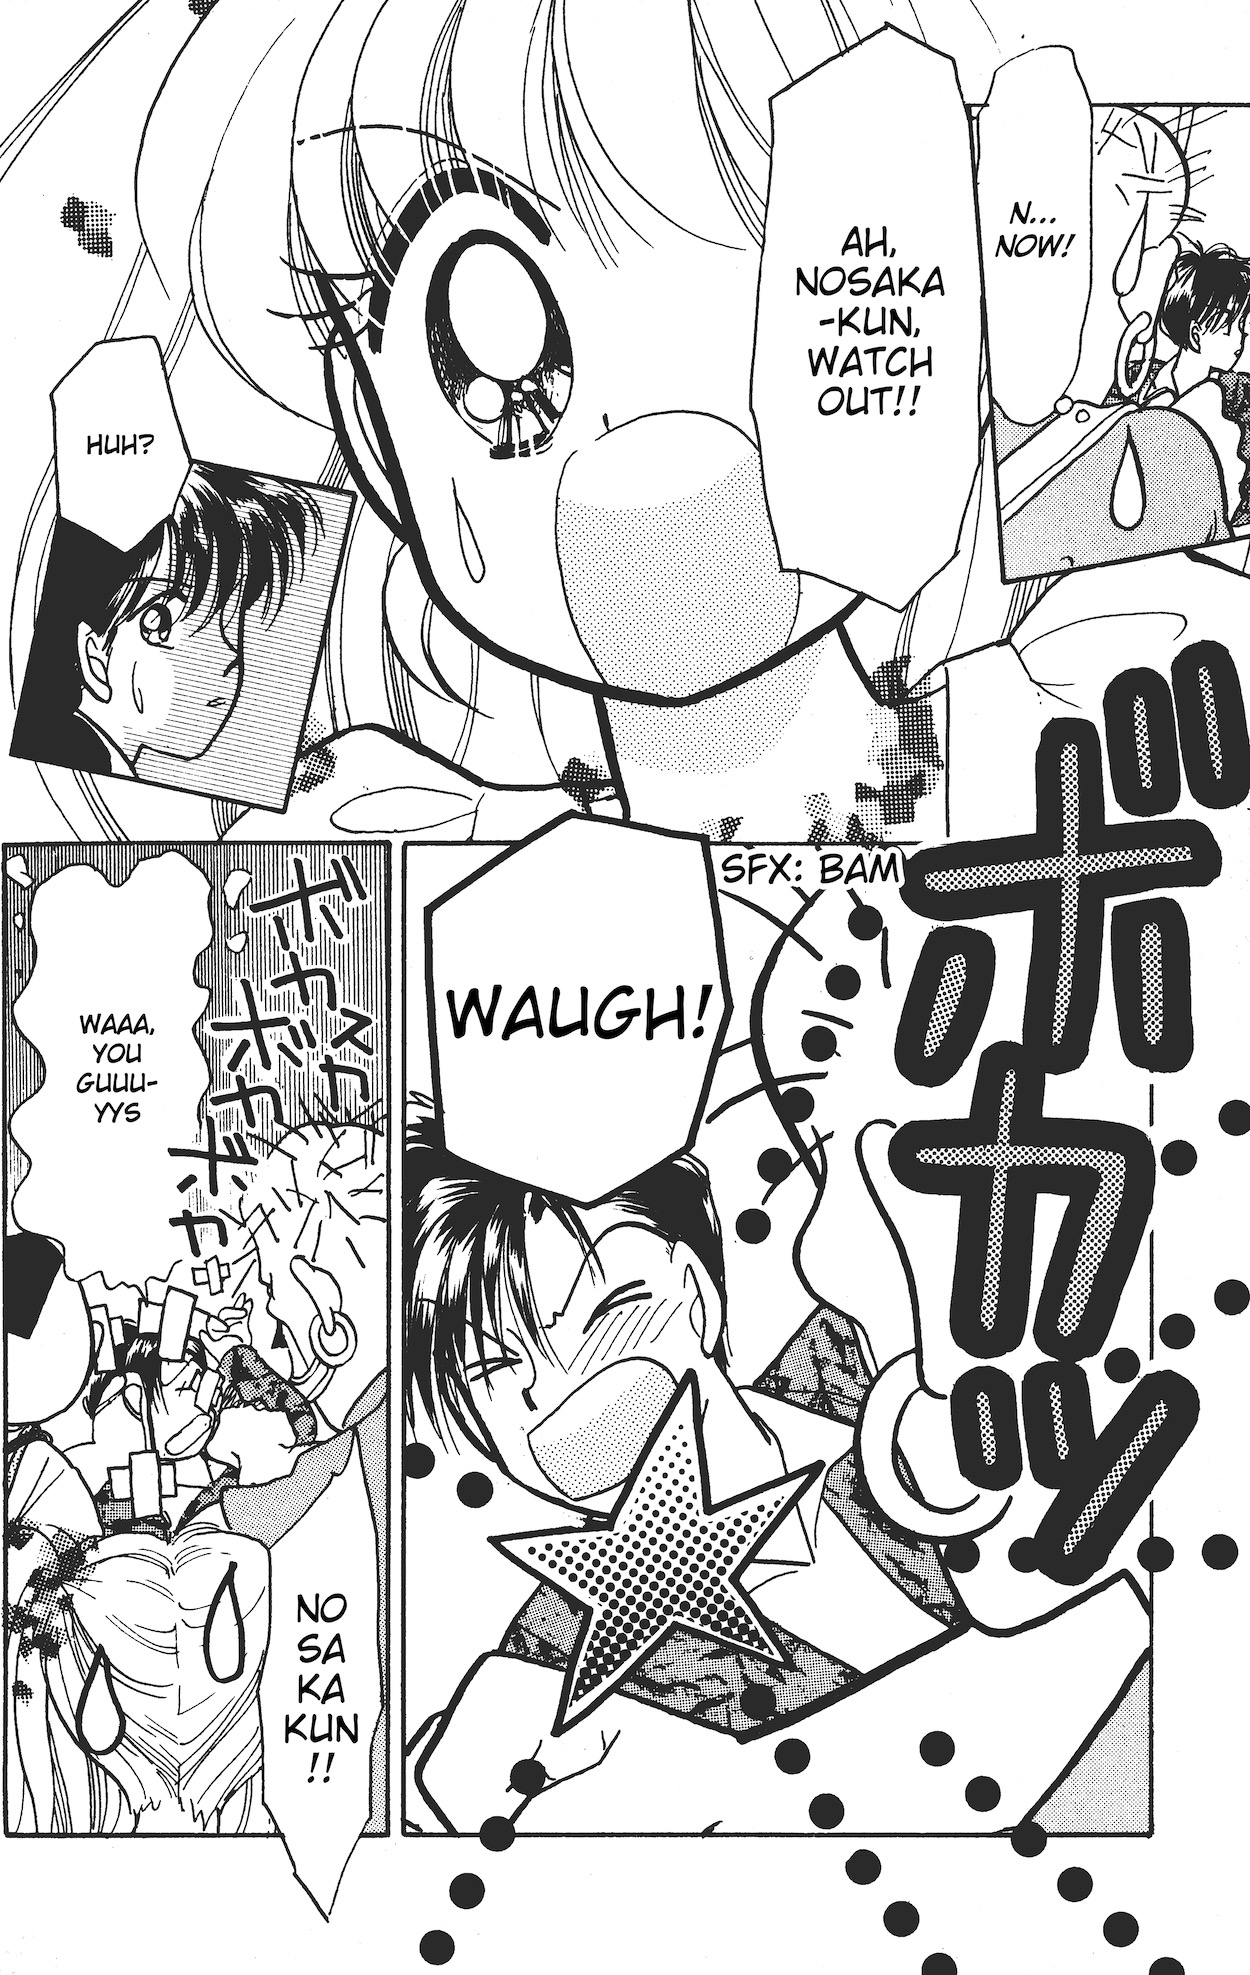 N...
NOW!
AH,
NOSAKA
-KUN,
WATCH
OUT!!
HUH?
SFX: BAM
ボカッ
WAUGH!
ボカスカ
ボカ
ボカ
WAAA,
YOU
GUUU-
YYS
NO
SA
KA
KUN
!!